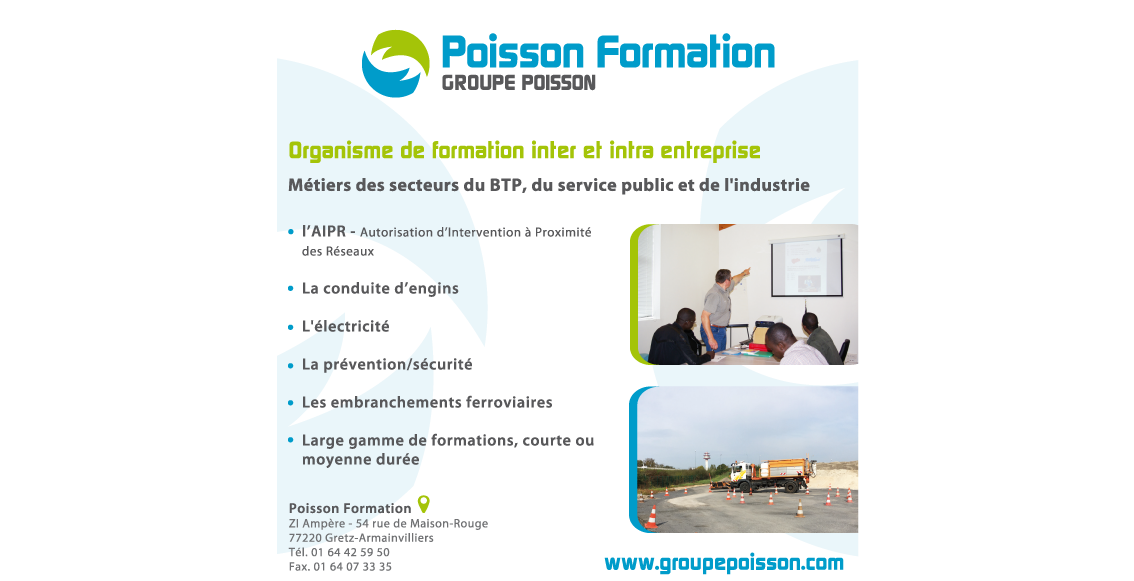 Poisson Formation
GROUPE POISSON
Organisme de formation inter et intra entreprise
Métiers des secteurs du BTP, du service public et de l'industrie
• l’AIPR - Autorisation d’Intervention à Proximité
des Réseaux
• La conduite d’engins
• L'électricité
• La prévention/sécurité
• Les embranchements ferroviaires
• Large gamme de formations, courte ou
moyenne durée
Poisson Formation
ZI Ampère - 54 rue de Maison-Rouge
77220 Gretz-Armainvilliers
Tél. 01 64 42 59 50
Fax. 01 64 07 33 35
www.groupepoisson.com